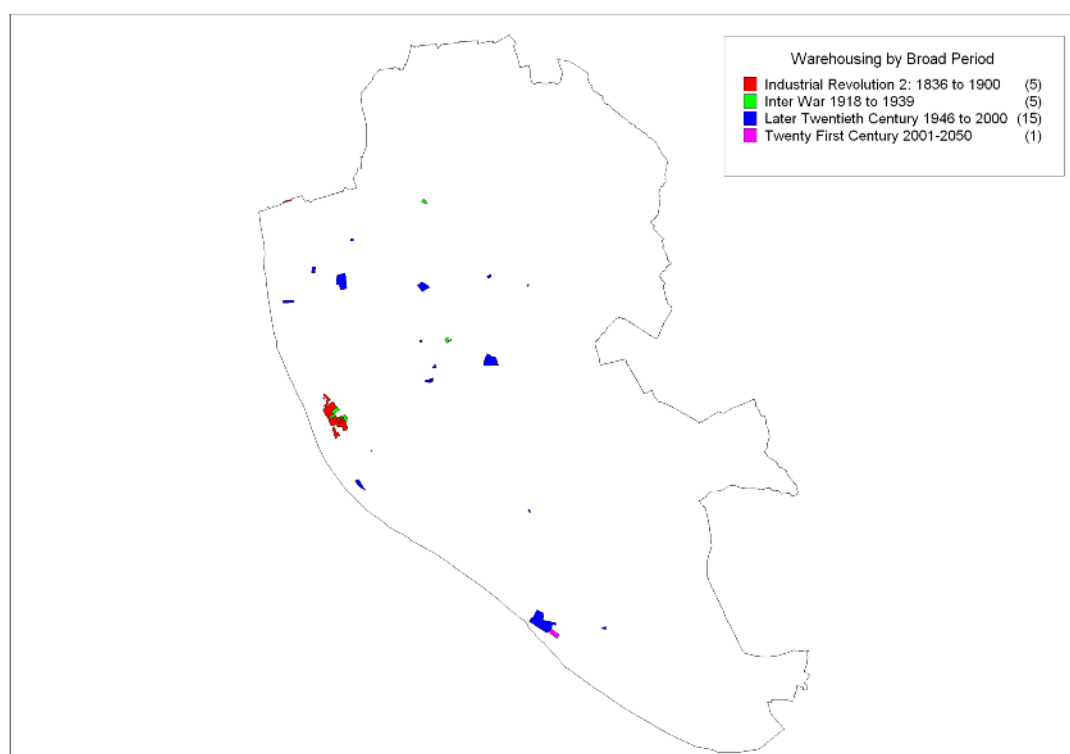 Warehousing by Broad Period
Industrial Revolution 2: 1836 to 1900 (5)
Inter War 1918 to 1939 (5)
Later Twentieth Century 1946 to 2000 (15)
Twenty First Century 2001-2050 (1)